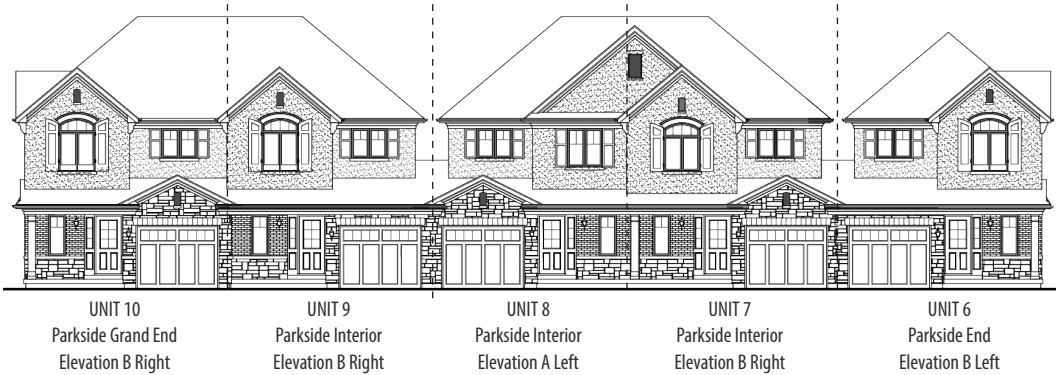 UNIT 10
Parkside Grand End
Elevation B Right
UNIT 9
Parkside Interior
Elevation B Right
UNIT 8
Parkside Interior
Elevation A Left
UNIT 7
Parkside Interior
Elevation B Right
UNIT 6
Parkside End
Elevation B Left